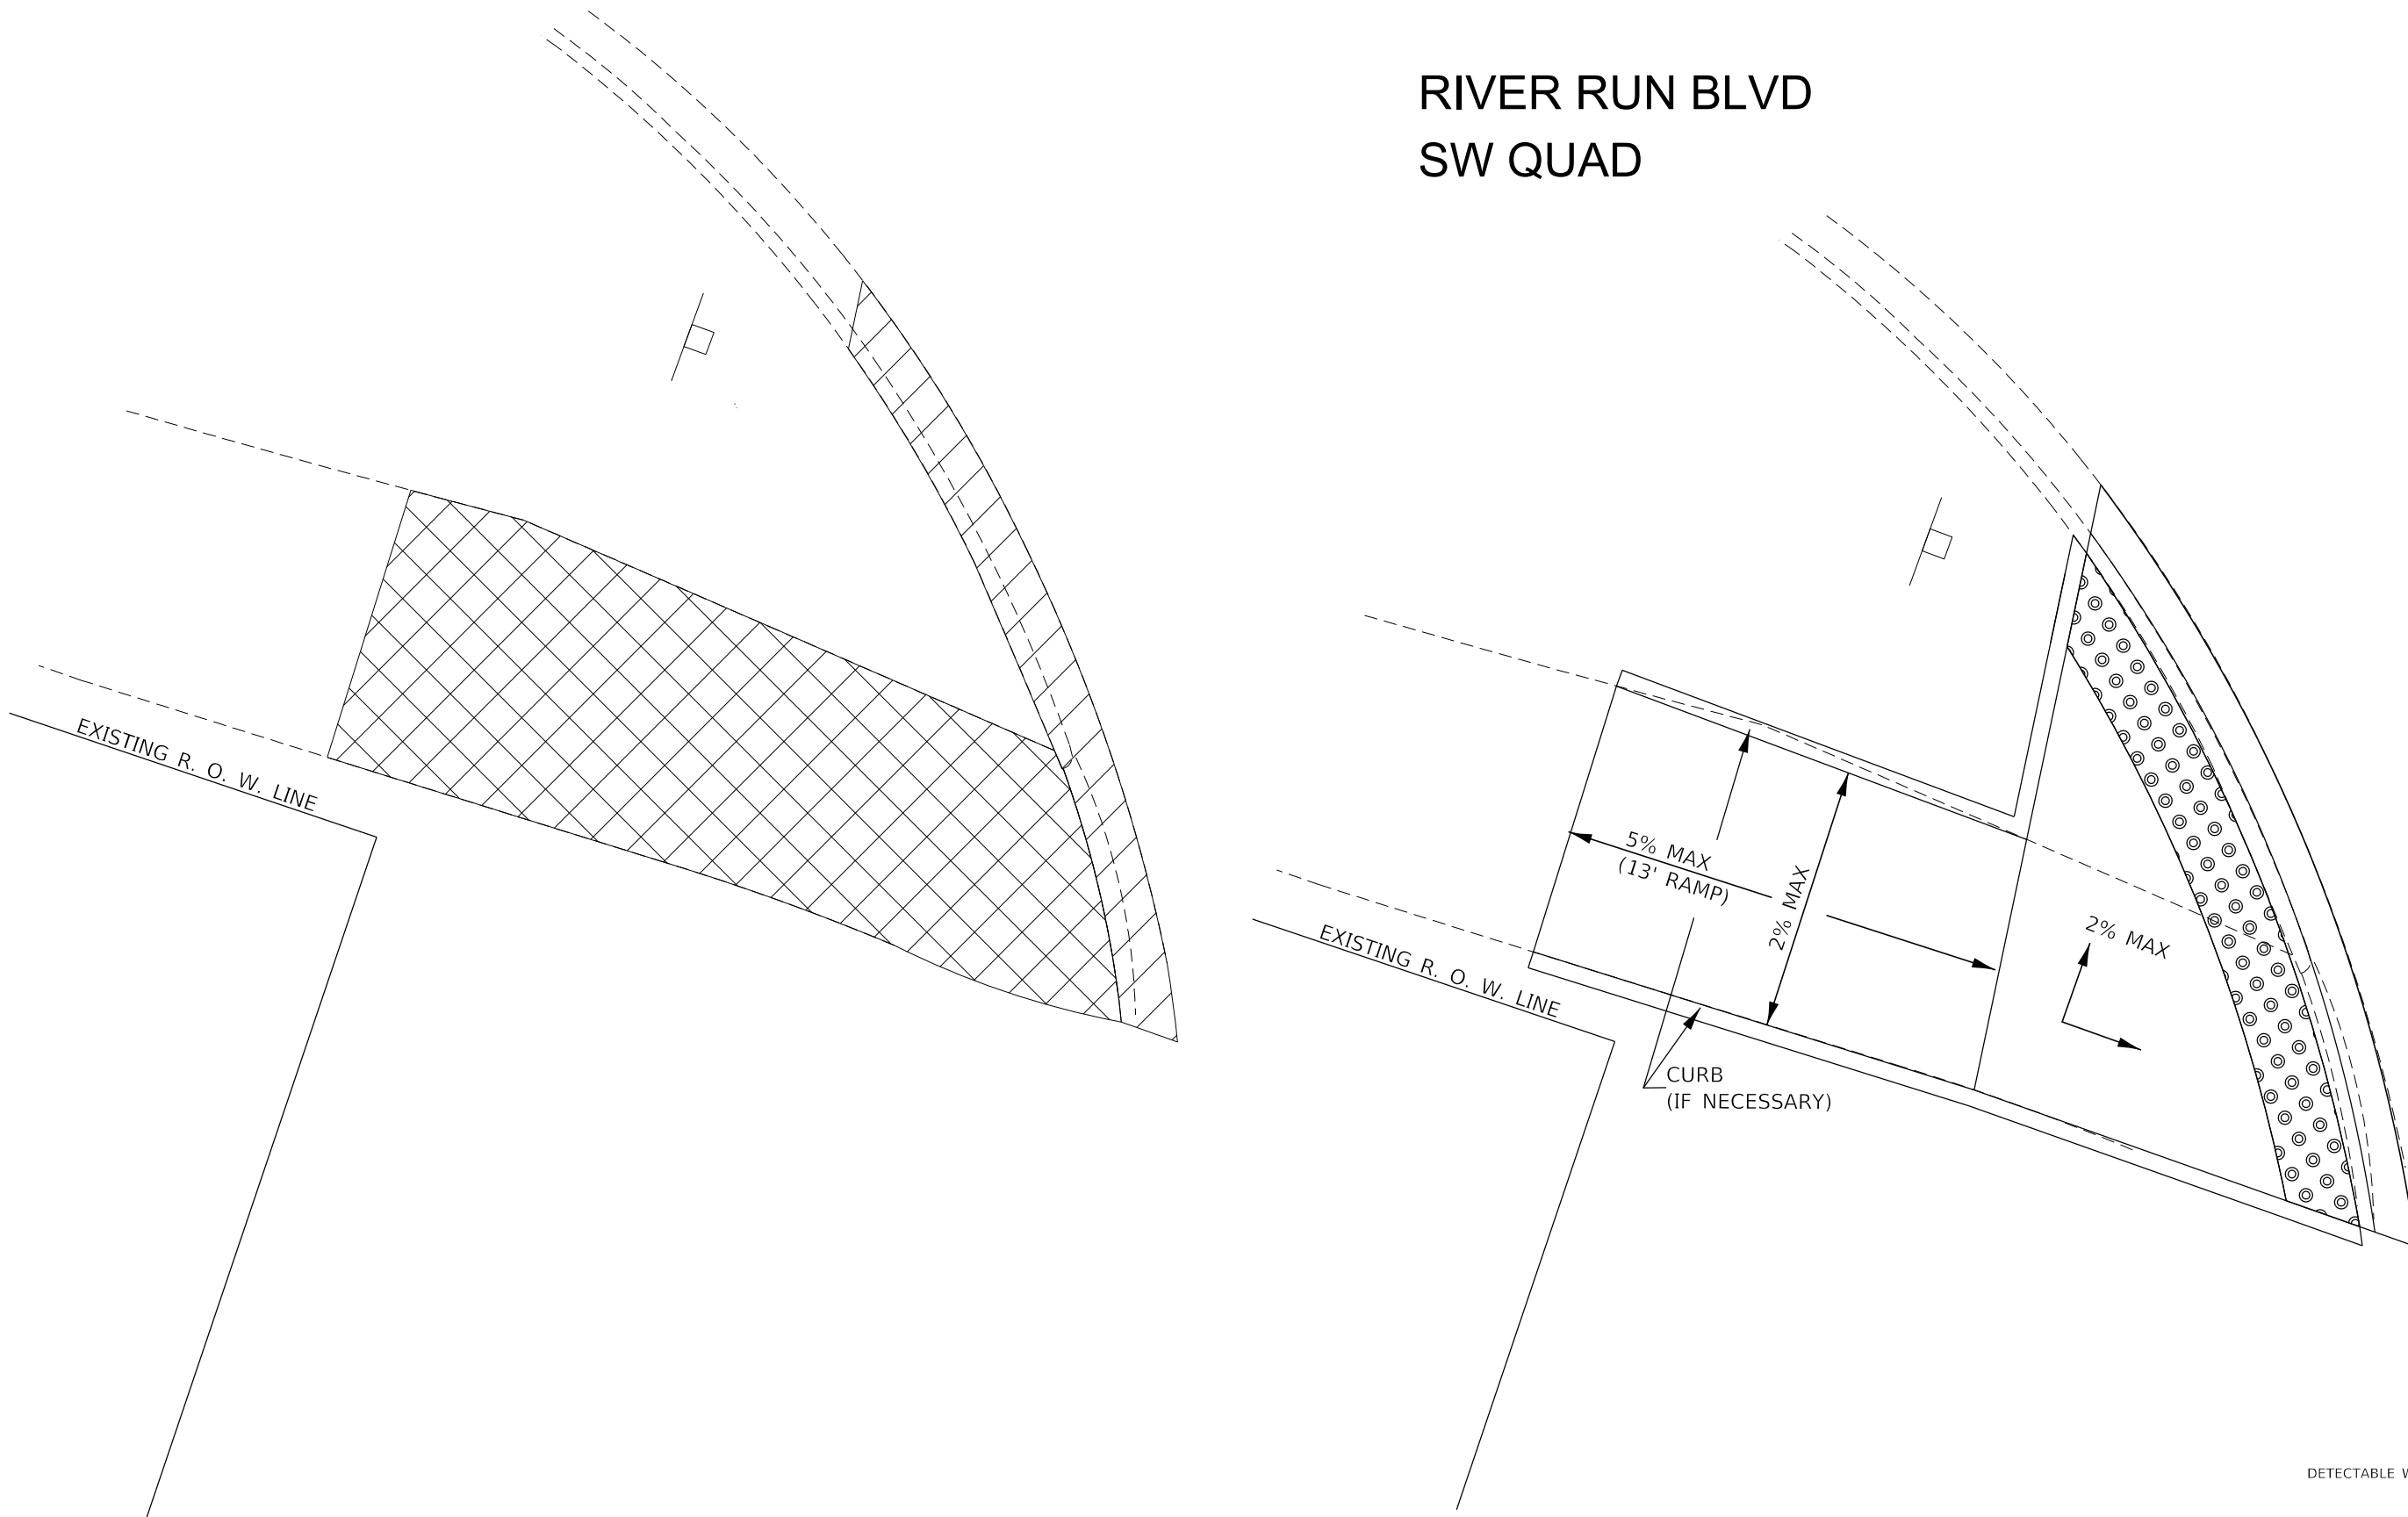 RIVER RUN BLVD
SW QUAD
EXISTING R. O. W. LINE
5% MAX
(13' RAMP)
2% MAX
2% MAX
EXISTING R. O. W. LINE
CURB
(IF NECESSARY)
DETECTABLE